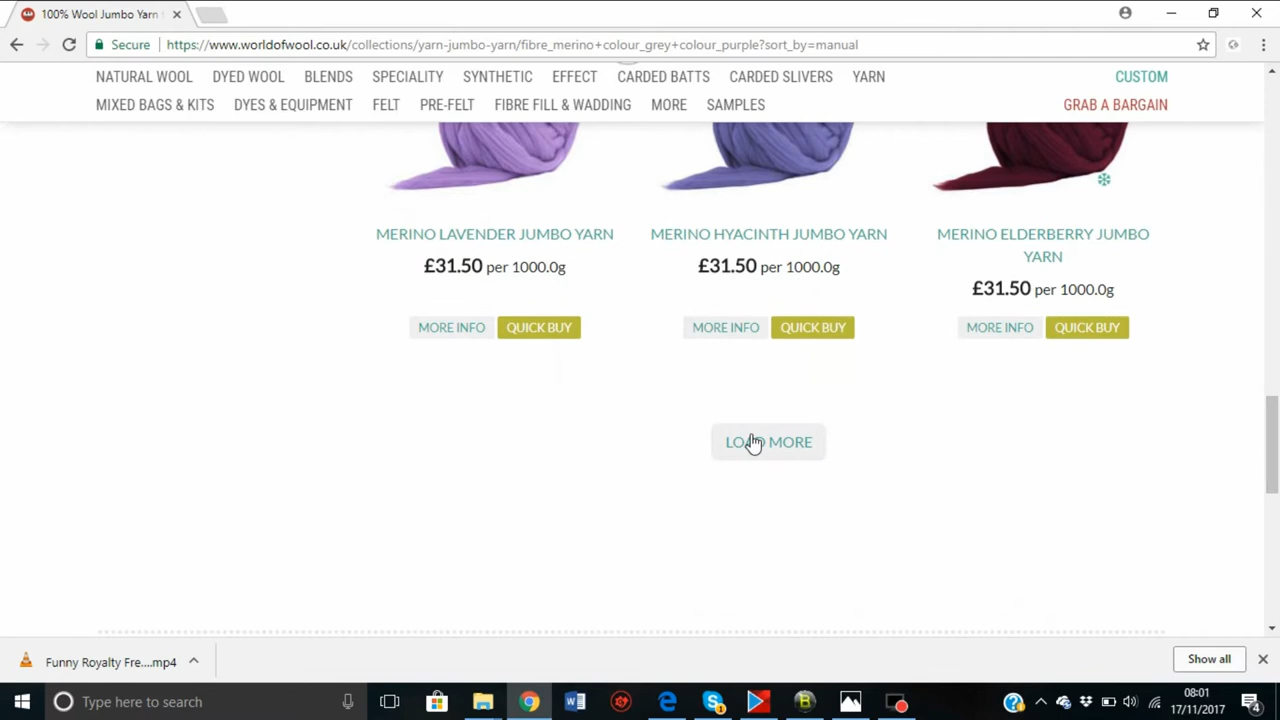 100% Wool Jumbo Yarn
Secure https://www.worldofwool.co.uk/collections/yarn-jumbo-yarn/fibre_merino+colour_grey+colour_purple?sort_by=manual
NATURAL WOOL DYED WOOL BLENDS SPECIALITY SYNTHETIC EFFECT CARDED BATTS CARDED SLIVERS YARN CUSTOM
MIXED BAGS & KITS DYES & EQUIPMENT FELT PRE-FELT FIBRE FILL & WADDING MORE SAMPLES GRAB A BARGAIN
MERINO LAVENDER JUMBO YARN
£31.50 per 1000.0g
MORE INFO QUICK BUY
MERINO HYACINTH JUMBO YARN
£31.50 per 1000.0g
MORE INFO QUICK BUY
MERINO ELDERBERRY JUMBO
YARN
£31.50 per 1000.0g
MORE INFO QUICK BUY
LOAD MORE
Funny Royalty Fre....mp4 Show all
Type here to search
08:01
17/11/2017